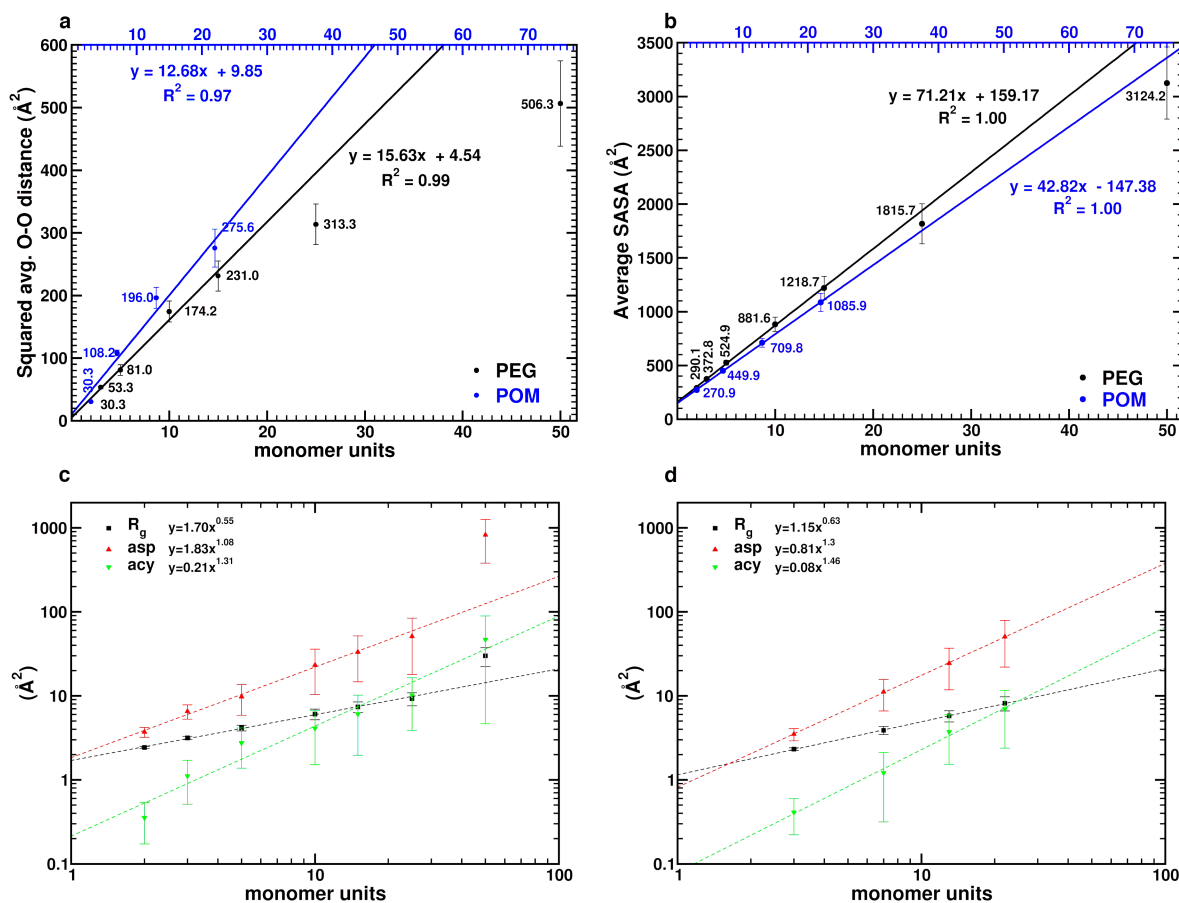 a
0 10 20 30 40 50 60 70
600
500
400
300
200
100
0
Squared avg. O-O distance (Å²)
y = 12.68x + 9.85
R² = 0.97
y = 15.63x + 4.54
R² = 0.99
506.3
313.3
275.6
231.0
196.0
174.2
108.2
81.0
30.3
53.3
30.3
PEG
POM
10 20 30 40 50
monomer units
b
0 10 20 30 40 50 60 70
3500
3000
2500
2000
1500
1000
500
0
Average SASA (Å²)
y = 71.21x + 159.17
R² = 1.00
y = 42.82x - 147.38
R² = 1.00
3124.2
1815.7
1218.7
1085.9
881.6
709.8
290.1
372.8
524.9
449.9
270.9
PEG
POM
0 10 20 30 40 50
monomer units
c
1000
100
10
1
0.1
(Å²)
R_g y=1.70x^0.55
asp y=1.83x^1.08
acy y=0.21x^1.31
1 10 100
monomer units
d
1000
100
10
1
0.1
(Å²)
R_g y=1.15x^0.63
asp y=0.81x^1.3
acy y=0.08x^1.46
1 10 100
monomer units